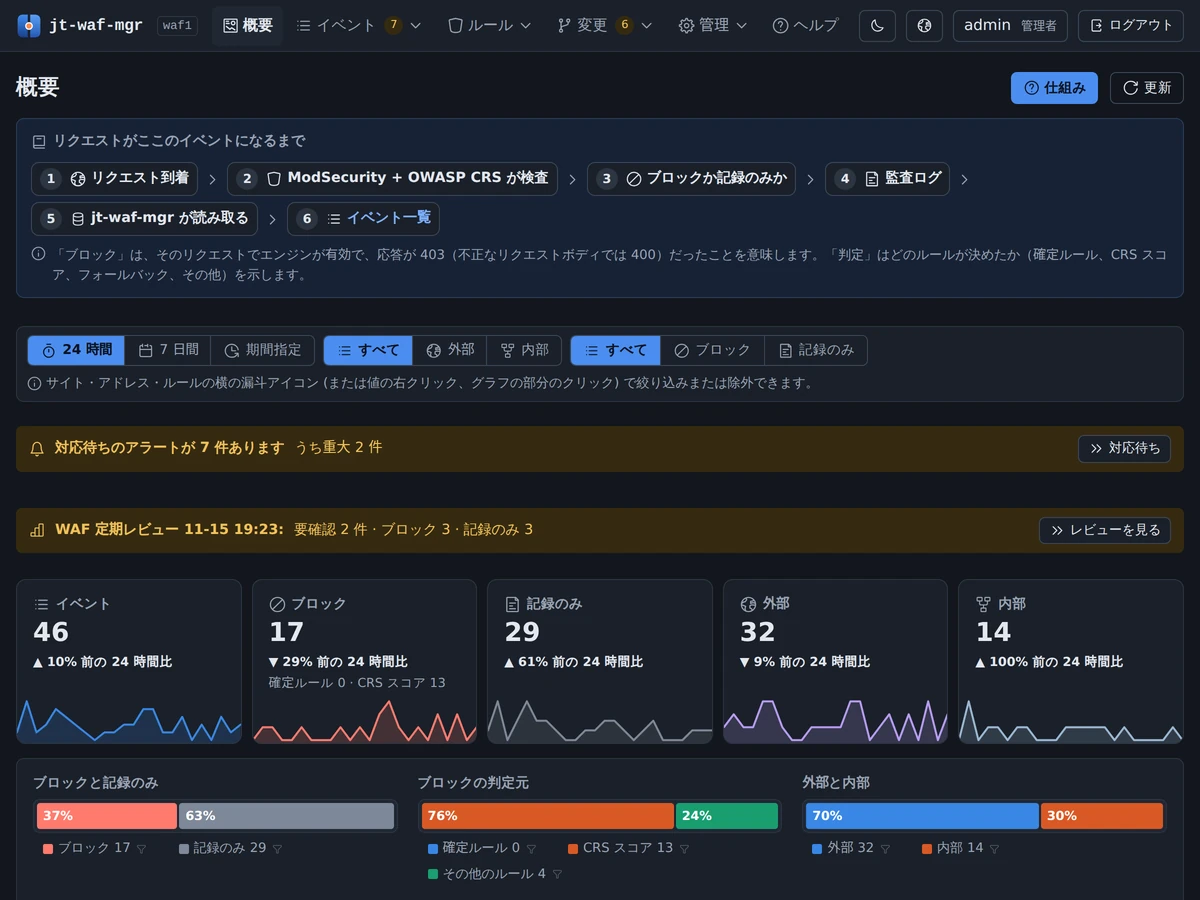 jt-waf-mgr waf1 概要 イベント 7 ルール 変更 6 管理 ヘルプ admin 管理者 ログアウト
概要 仕組み 更新
リクエストがここのイベントになるまで
1 リクエスト到着 2 ModSecurity + OWASP CRS が検査 3 ブロックか記録のみか 4 監査ログ
5 jt-waf-mgr が読み取る 6 イベント一覧
「ブロック」は、そのリクエストでエンジンが有効で、応答が 403（不正なリクエストボディでは 400）だったことを意味します。「判定」はどのルールが決めたか（確定ルール、CRS スコ
ア、フォールバック、その他）を示します。
24 時間 7 日間 期間指定 すべて 外部 内部 すべて ブロック 記録のみ
サイト・アドレス・ルールの横の漏斗アイコン (または値の右クリック、グラフの部分のクリック) で絞り込みまたは除外できます。
対応待ちのアラートが 7 件あります うち重大 2 件 対応待ち
WAF 定期レビュー 11-15 19:23: 要確認 2 件 · ブロック 3 · 記録のみ 3 レビューを見る
イベント ブロック 記録のみ 外部 内部
46 17 29 32 14
▲ 10% 前の 24 時間比 ▼ 29% 前の 24 時間比 ▲ 61% 前の 24 時間比 ▼ 9% 前の 24 時間比 ▲ 100% 前の 24 時間比
確定ルール 0 · CRS スコア 13
ブロックと記録のみ ブロックの判定元 外部と内部
37% 63% 76% 24% 70% 30%
ブロック 17 記録のみ 29 確定ルール 0 CRS スコア 13 外部 32 内部 14
その他のルール 4